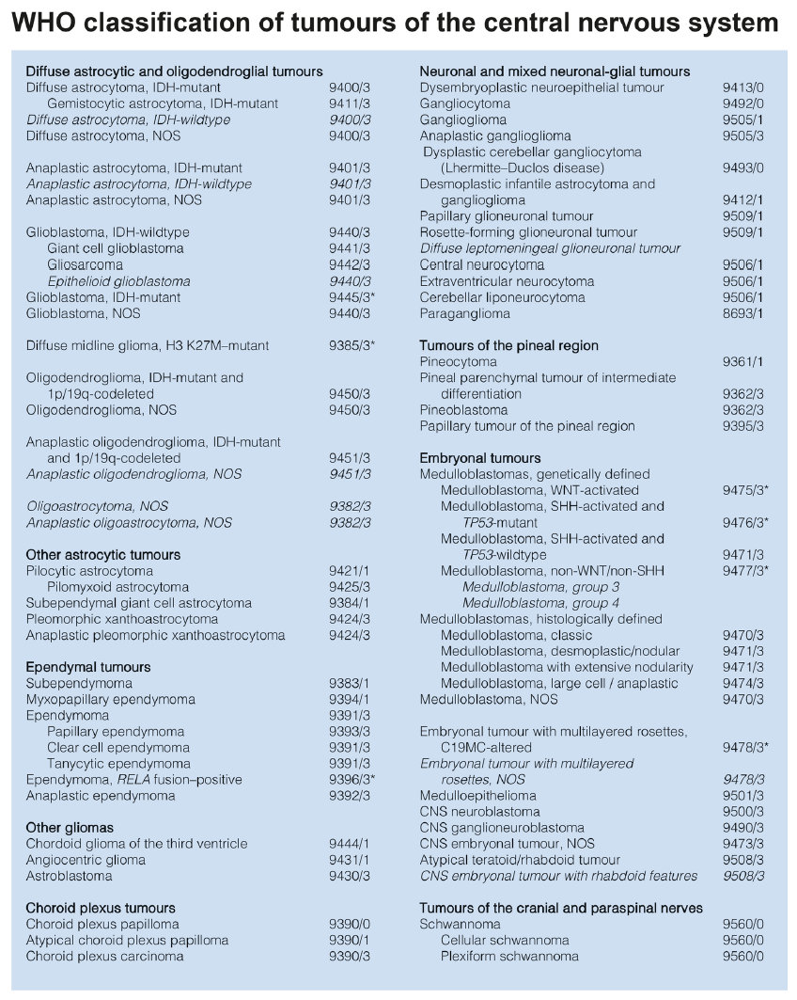 WHO classification of tumours of the central nervous system
Diffuse astrocytic and oligodendroglial tumours
Diffuse astrocytoma, IDH-mutant 9400/3
Gemistocytic astrocytoma, IDH-mutant 9411/3
Diffuse astrocytoma, IDH-wildtype 9400/3
Diffuse astrocytoma, NOS 9400/3
Anaplastic astrocytoma, IDH-mutant 9401/3
Anaplastic astrocytoma, IDH-wildtype 9401/3
Anaplastic astrocytoma, NOS 9401/3
Glioblastoma, IDH-wildtype 9440/3
Giant cell glioblastoma 9441/3
Gliosarcoma 9442/3
Epithelioid glioblastoma 9440/3
Glioblastoma, IDH-mutant 9445/3*
Glioblastoma, NOS 9440/3
Diffuse midline glioma, H3 K27M–mutant 9385/3*
Oligodendroglioma, IDH-mutant and
1p/19q-codeleted 9450/3
Oligodendroglioma, NOS 9450/3
Anaplastic oligodendroglioma, IDH-mutant
and 1p/19q-codeleted 9451/3
Anaplastic oligodendroglioma, NOS 9451/3
Oligoastrocytoma, NOS 9382/3
Anaplastic oligoastrocytoma, NOS 9382/3
Other astrocytic tumours
Pilocytic astrocytoma 9421/1
Pilomyxoid astrocytoma 9425/3
Subependymal giant cell astrocytoma 9384/1
Pleomorphic xanthoastrocytoma 9424/3
Anaplastic pleomorphic xanthoastrocytoma 9424/3
Ependymal tumours
Subependymoma 9383/1
Myxopapillary ependymoma 9394/1
Ependymoma 9391/3
Papillary ependymoma 9393/3
Clear cell ependymoma 9391/3
Tanycytic ependymoma 9391/3
Ependymoma, RELA fusion–positive 9396/3*
Anaplastic ependymoma 9392/3
Other gliomas
Chordoid glioma of the third ventricle 9444/1
Angiocentric glioma 9431/1
Astroblastoma 9430/3
Choroid plexus tumours
Choroid plexus papilloma 9390/0
Atypical choroid plexus papilloma 9390/1
Choroid plexus carcinoma 9390/3
Neuronal and mixed neuronal-glial tumours
Dysembryoplastic neuroepithelial tumour 9413/0
Gangliocytoma 9492/0
Ganglioglioma 9505/1
Anaplastic ganglioglioma 9505/3
Dysplastic cerebellar gangliocytoma
(Lhermitte–Duclos disease) 9493/0
Desmoplastic infantile astrocytoma and
ganglioglioma 9412/1
Papillary glioneuronal tumour 9509/1
Rosette-forming glioneuronal tumour 9509/1
Diffuse leptomeningeal glioneuronal tumour
Central neurocytoma 9506/1
Extraventricular neurocytoma 9506/1
Cerebellar liponeurocytoma 9506/1
Paraganglioma 8693/1
Tumours of the pineal region
Pineocytoma 9361/1
Pineal parenchymal tumour of intermediate
differentiation 9362/3
Pineoblastoma 9362/3
Papillary tumour of the pineal region 9395/3
Embryonal tumours
Medulloblastomas, genetically defined
Medulloblastoma, WNT-activated 9475/3*
Medulloblastoma, SHH-activated and
TP53-mutant 9476/3*
Medulloblastoma, SHH-activated and
TP53-wildtype 9471/3
Medulloblastoma, non-WNT/non-SHH 9477/3*
Medulloblastoma, group 3
Medulloblastoma, group 4
Medulloblastomas, histologically defined
Medulloblastoma, classic 9470/3
Medulloblastoma, desmoplastic/nodular 9471/3
Medulloblastoma with extensive nodularity 9471/3
Medulloblastoma, large cell / anaplastic 9474/3
Medulloblastoma, NOS 9470/3
Embryonal tumour with multilayered rosettes,
C19MC-altered 9478/3*
Embryonal tumour with multilayered
rosettes, NOS 9478/3
Medulloepithelioma 9501/3
CNS neuroblastoma 9500/3
CNS ganglioneuroblastoma 9490/3
CNS embryonal tumour, NOS 9473/3
Atypical teratoid/rhabdoid tumour 9508/3
CNS embryonal tumour with rhabdoid features 9508/3
Tumours of the cranial and paraspinal nerves
Schwannoma 9560/0
Cellular schwannoma 9560/0
Plexiform schwannoma 9560/0